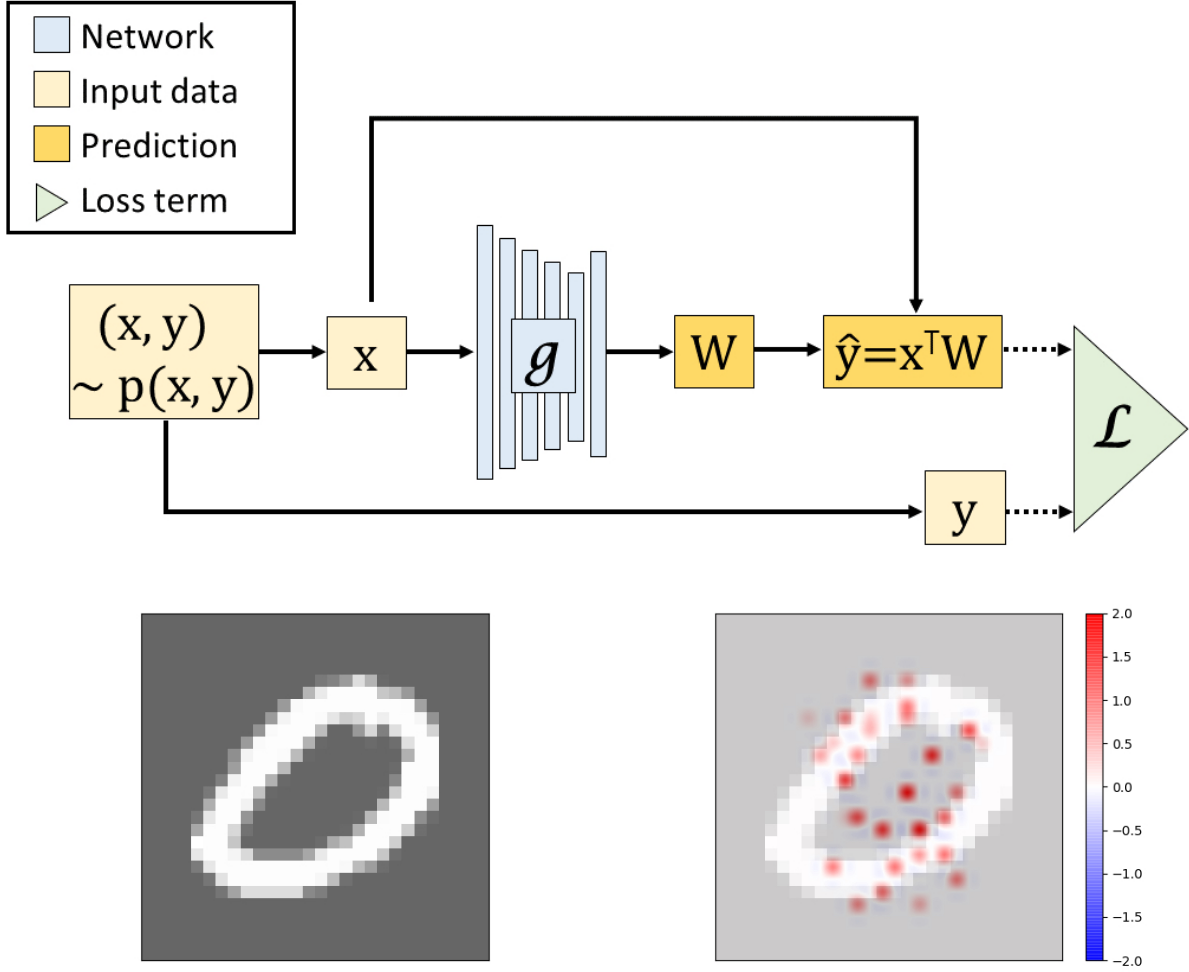 Network
Input data
Prediction
Loss term
(x, y)
~ p(x, y)
x
ℊ
W
ŷ=xᵀW
ℒ
y
2.0
1.5
1.0
0.5
0.0
−0.5
−1.0
−1.5
−2.0